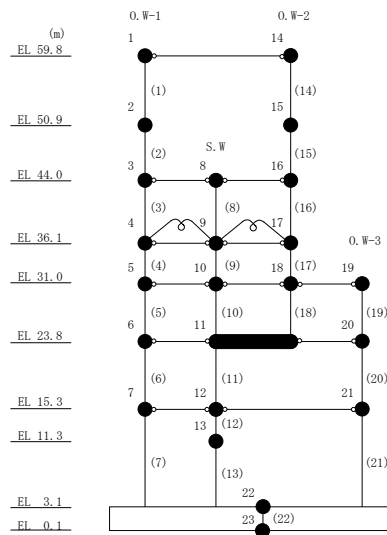 O.W-1 O.W-2
(m)
EL 59.8 1 14
(1) (14)
EL 50.9 2 15
(2) S.W (15)
EL 44.0 3 8 16
(3) (8) (16)
EL 36.1 4 9 17 O.W-3
(4) (9) (17)
EL 31.0 5 10 18 19
(5) (10) (18) (19)
EL 23.8 6 11 20
(6) (11) (20)
EL 15.3 7 12 21
(12)
EL 11.3 13
(7) (13) (21)
EL 3.1 22
(22)
EL 0.1 23